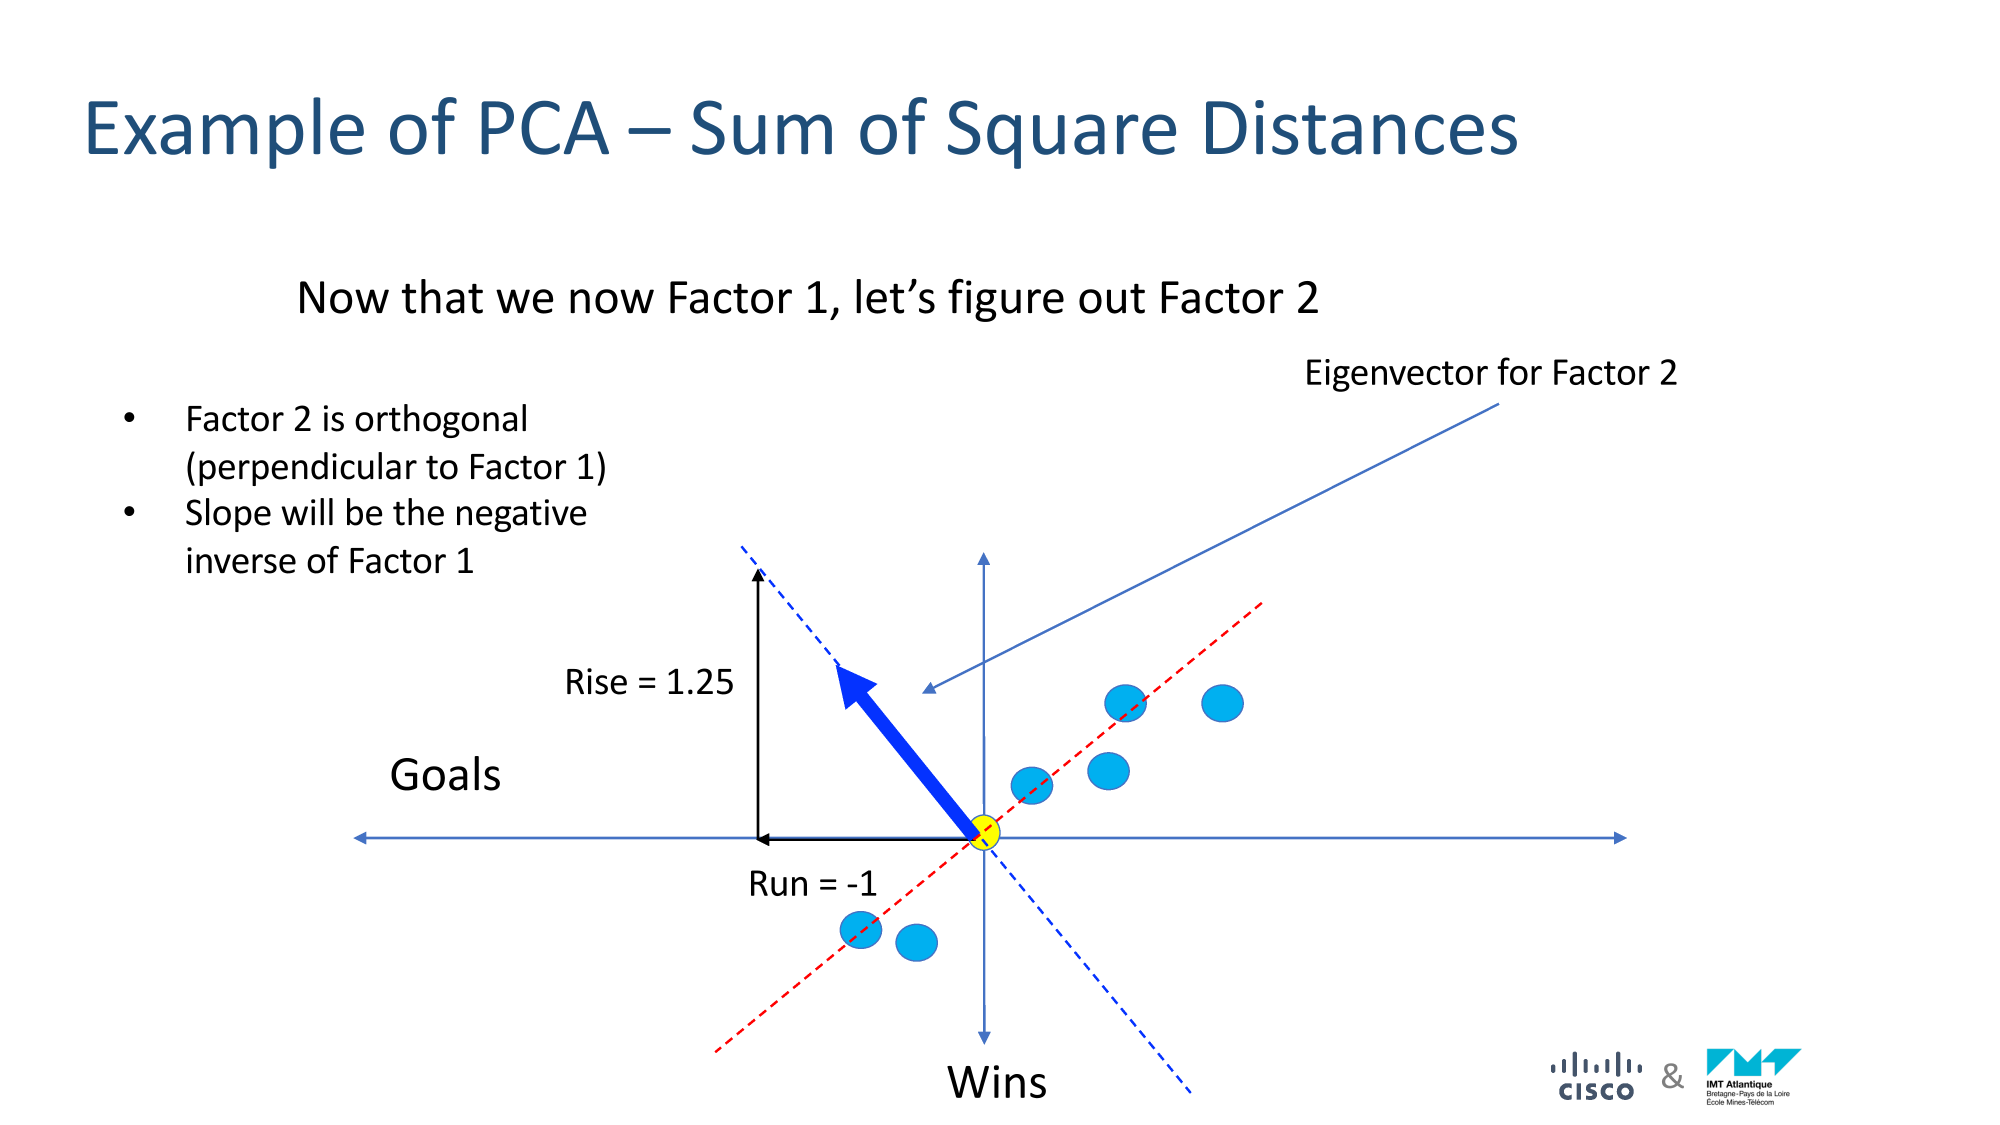 Example of PCA – Sum of Square Distances
Now that we now Factor 1, let’s figure out Factor 2
Eigenvector for Factor 2
• Factor 2 is orthogonal
(perpendicular to Factor 1)
• Slope will be the negative
inverse of Factor 1
Rise = 1.25
Goals
Run = -1
Wins
CISCO & IMT Atlantique
Bretagne-Pays de la Loire
École Mines-Télécom